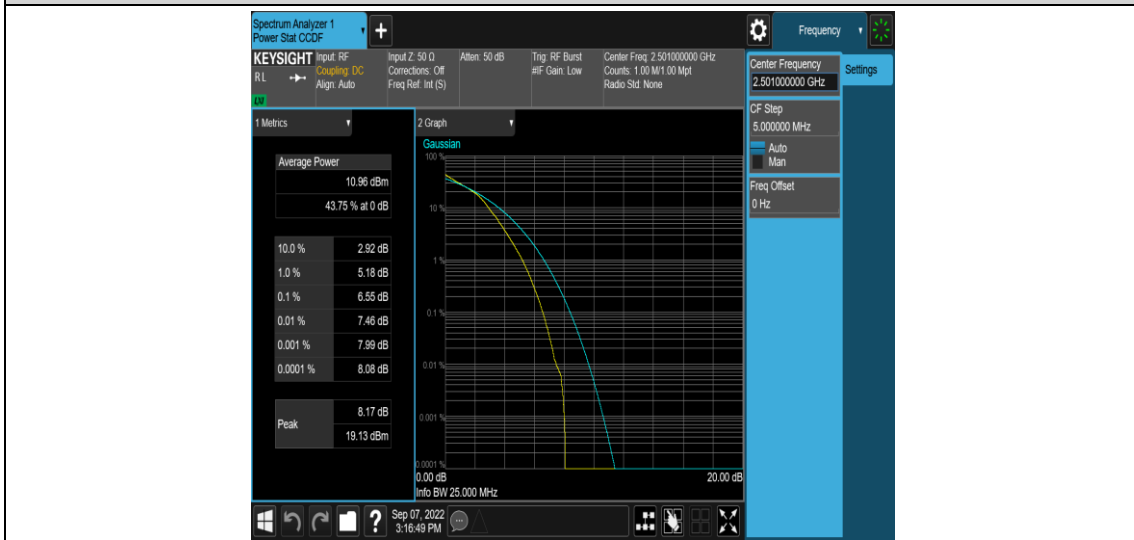 Spectrum Analyzer 1
Power Stat CCDF
Frequency
KEYSIGHT
RL
Input: RF
Coupling: DC
Align: Auto
Input Z: 50 Ω
Corrections: Off
Freq Ref: Int (S)
Atten: 50 dB
Trig: RF Burst
#IF Gain: Low
Center Freq: 2.501000000 GHz
Counts: 1.00 M/1.00 Mpt
Radio Std: None
Center Frequency
2.501000000 GHz
Settings
CF Step
5.000000 MHz
Auto
Man
Freq Offset
0 Hz
1 Metrics
Average Power
10.96 dBm
43.75 % at 0 dB
10.0 % 2.92 dB
1.0 % 5.18 dB
0.1 % 6.55 dB
0.01 % 7.46 dB
0.001 % 7.99 dB
0.0001 % 8.08 dB
Peak
8.17 dB
19.13 dBm
2 Graph
Gaussian
100 %
10 %
1 %
0.1 %
0.01 %
0.001 %
0.0001 %
0.00 dB
20.00 dB
Info BW 25.000 MHz
?
Sep 07, 2022
3:16:49 PM